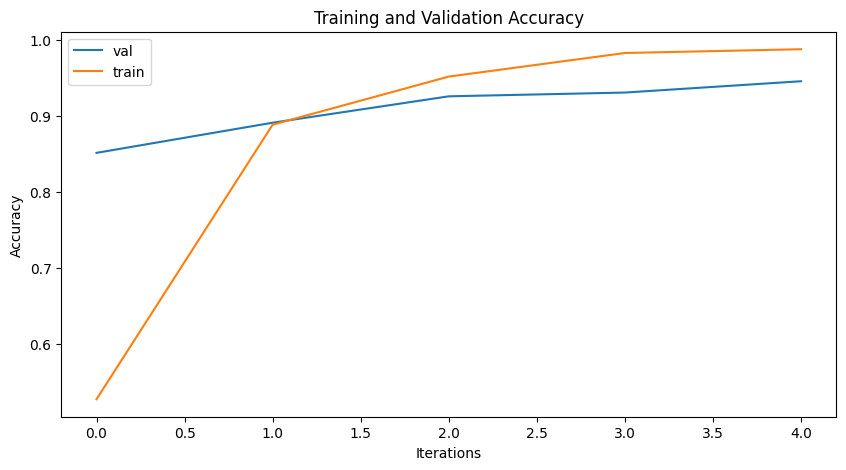 Training and Validation Accuracy
val
train
1.0
0.9
0.8
0.7
0.6
Accuracy
0.0 0.5 1.0 1.5 2.0 2.5 3.0 3.5 4.0
Iterations